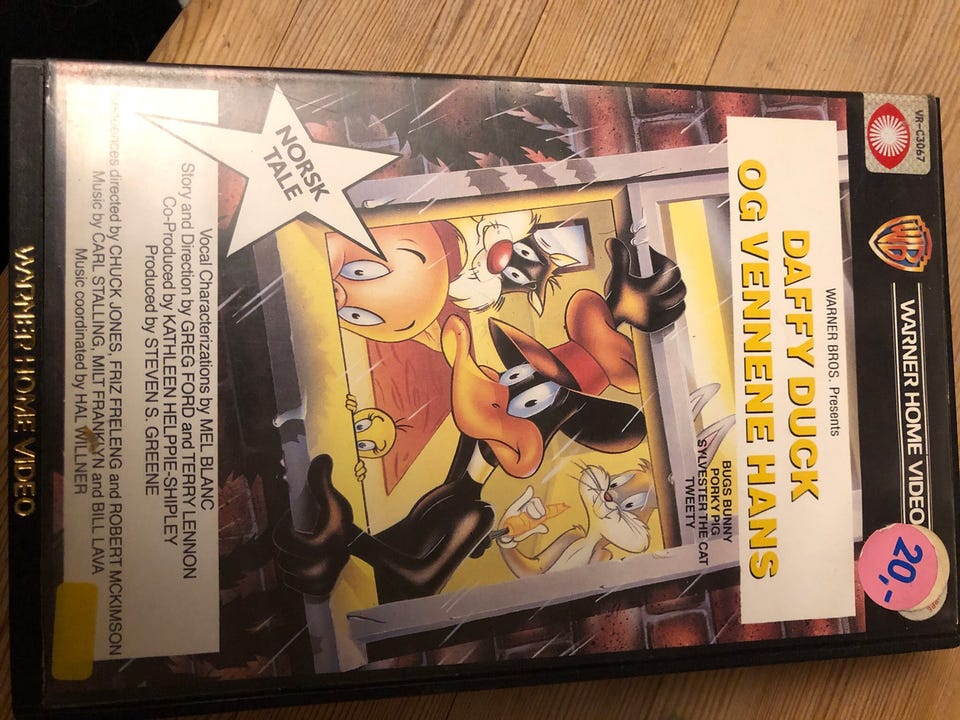 VR-C3067
WB
WARNER HOME VIDEO
20,-
WARNER BROS. Presents
DAFFY DUCK
OG VENNENE HANS
BUGS BUNNY
PORKY PIG
SYLVESTER THE CAT
TWEETY
NORSK
TALE
Vocal Characterizations by MEL BLANC
Story and Direction by GREG FORD and TERRY LENNON
Co-Produced by KATHLEEN HELPPIE-SHIPLEY
Produced by STEVEN S. GREENE
directed by CHUCK JONES, FRIZ FRELENG and ROBERT MCKIMSON
Music by CARL STALLING, MILT FRANKLYN and BILL LAVA
Music coordinated by HAL WILLNER
WARNER HOME VIDEO